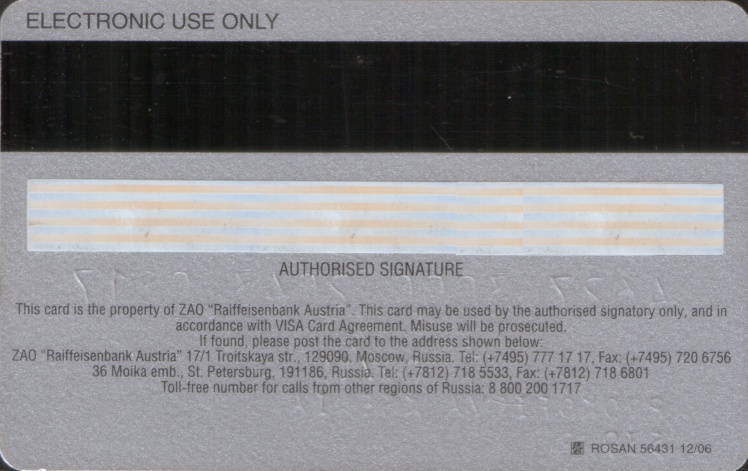 ELECTRONIC USE ONLY
AUTHORISED SIGNATURE
This card is the property of ZAO "Raiffeisenbank Austria". This card may be used by the authorised signatory only, and in
accordance with VISA Card Agreement. Misuse will be prosecuted.
If found, please post the card to the address shown below:
ZAO "Raiffeisenbank Austria" 17/1 Troitskaya str., 129090, Moscow, Russia. Tel: (+7495) 777 17 17, Fax: (+7495) 720 6756
36 Moika emb., St. Petersburg, 191186, Russia. Tel: (+7812) 718 5533, Fax: (+7812) 718 6801
Toll-free number for calls from other regions of Russia: 8 800 200 1717
ROSAN 56431 12/06